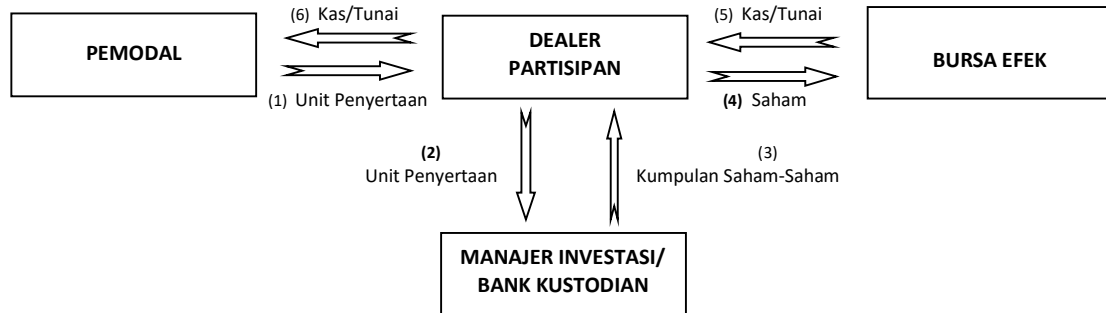 (6) Kas/Tunai
(5) Kas/Tunai
PEMODAL
DEALER
PARTISIPAN
BURSA EFEK
(1) Unit Penyertaan
(4) Saham
(2)
Unit Penyertaan
(3)
Kumpulan Saham-Saham
MANAJER INVESTASI/
BANK KUSTODIAN